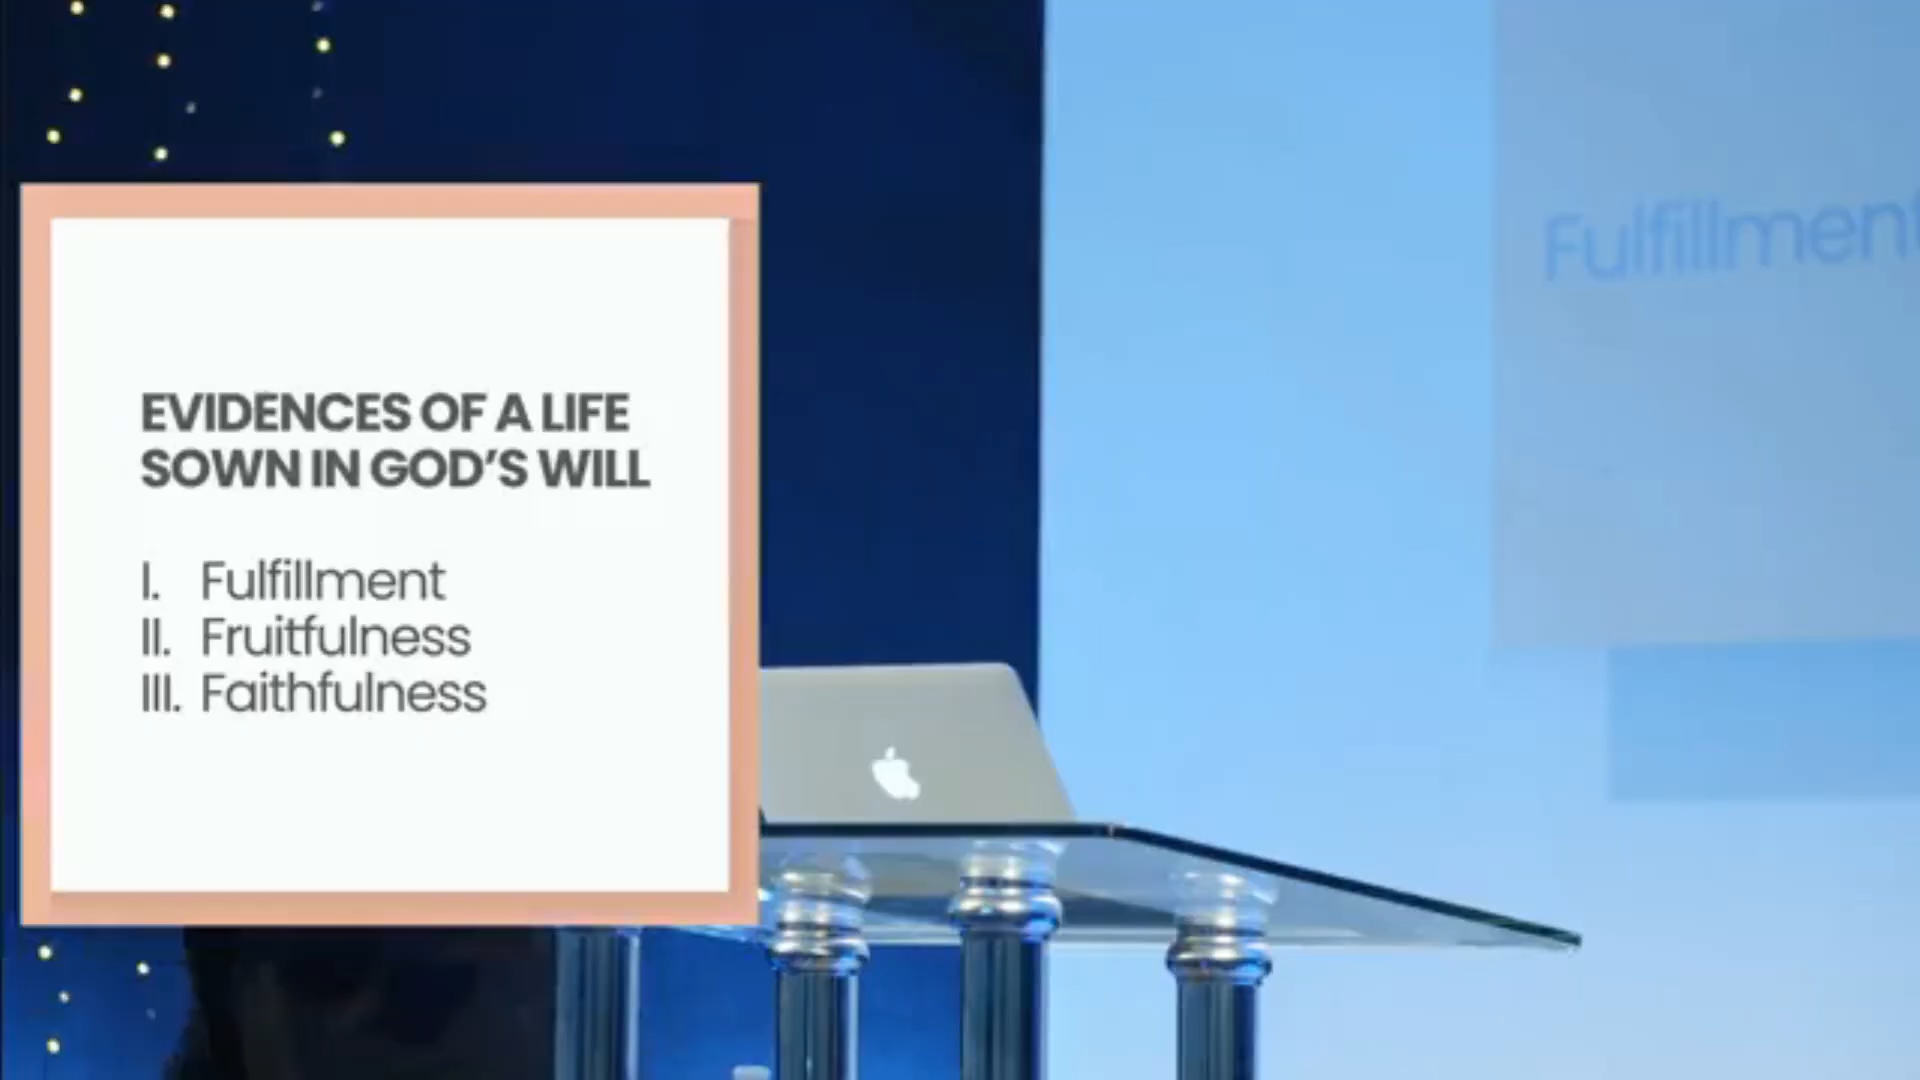 EVIDENCES OF A LIFE
SOWN IN GOD'S WILL
I. Fulfillment
II. Fruitfulness
III. Faithfulness
Fulfillment